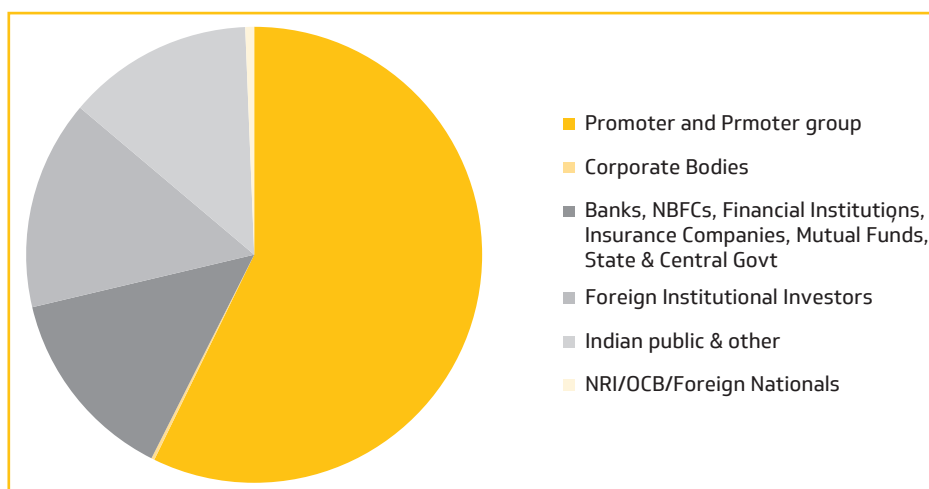 Promoter and Prmoter group
Corporate Bodies
Banks, NBFCs, Financial Institutions,
Insurance Companies, Mutual Funds,
State & Central Govt
Foreign Institutional Investors
Indian public & other
NRI/OCB/Foreign Nationals